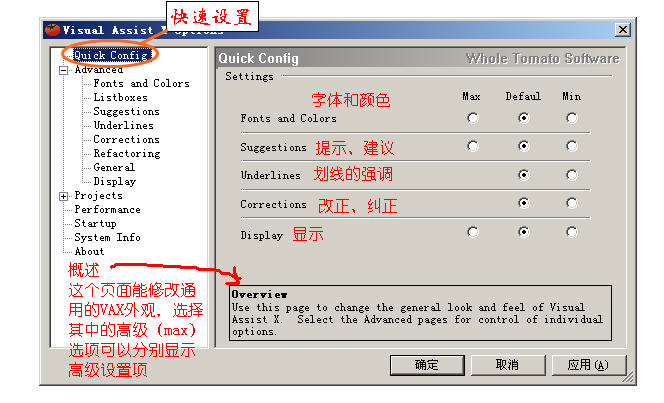 快速设置
Visual Assist X Options
Quick Config
Advanced
Fonts and Colors
Listboxes
Suggestions
Underlines
Corrections
Refactoring
General
Display
Projects
Performance
Startup
System Info
About
概述
这个页面能修改通
用的VAX外观，选择
其中的高级（max）
选项可以分别显示
高级设置项
Quick Config
Whole Tomato Software
Settings
字体和颜色
Max Defaul Min
Fonts and Colors
Suggestions 提示、建议
Underlines 划线的强调
Corrections 改正、纠正
Display 显示
Overview
Use this page to change the general look and feel of Visual
Assist X. Select the Advanced pages for control of individual
options.
确定
取消
应用(A)